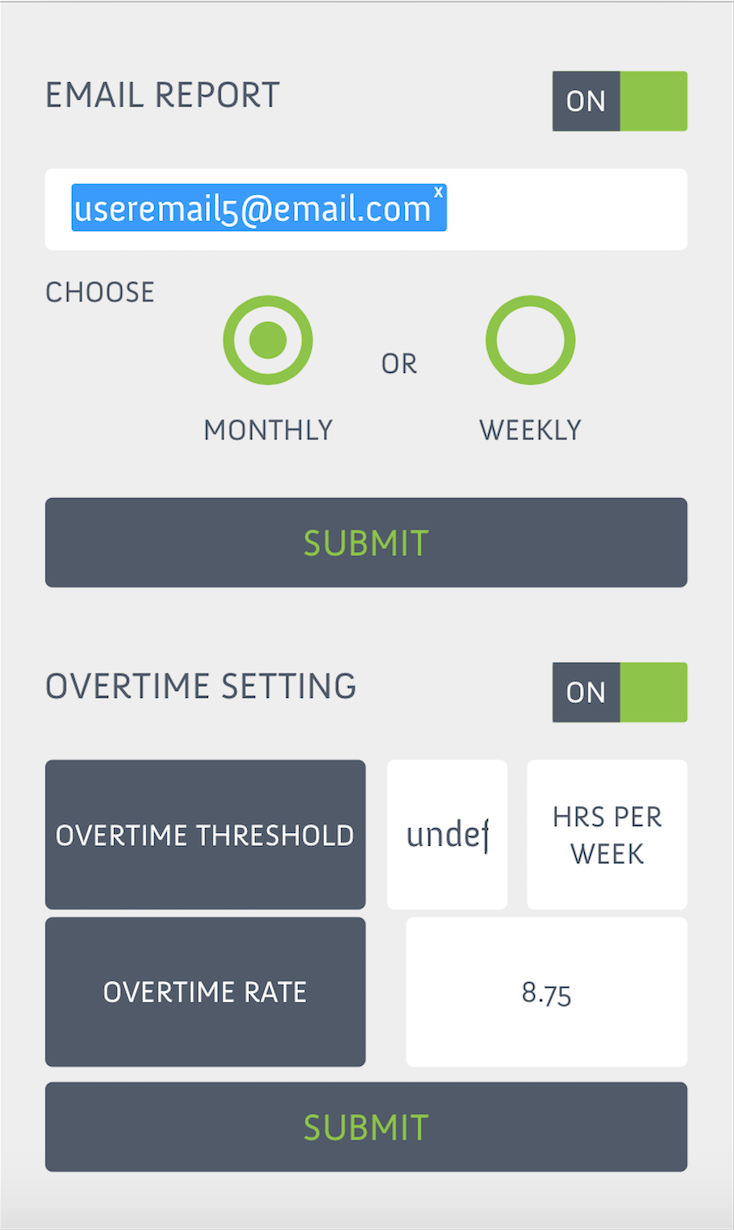 EMAIL REPORT
ON
useremail5@email.com x
CHOOSE
OR
MONTHLY
WEEKLY
SUBMIT
OVERTIME SETTING
ON
OVERTIME THRESHOLD
undef
HRS PER
WEEK
OVERTIME RATE
8.75
SUBMIT